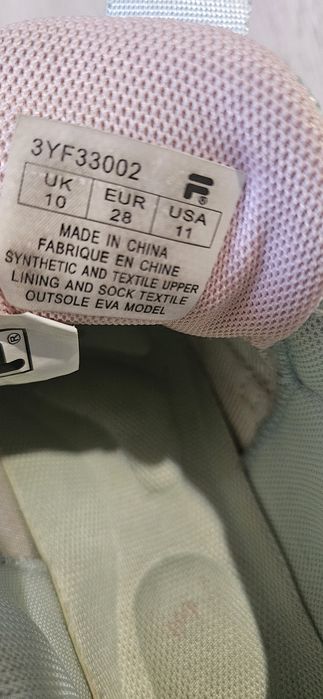 3YF33002
F®
UK EUR USA
10 28 11
MADE IN CHINA
FABRIQUE EN CHINE
SYNTHETIC AND TEXTILE UPPER
LINING AND SOCK TEXTILE
OUTSOLE EVA MODEL
®